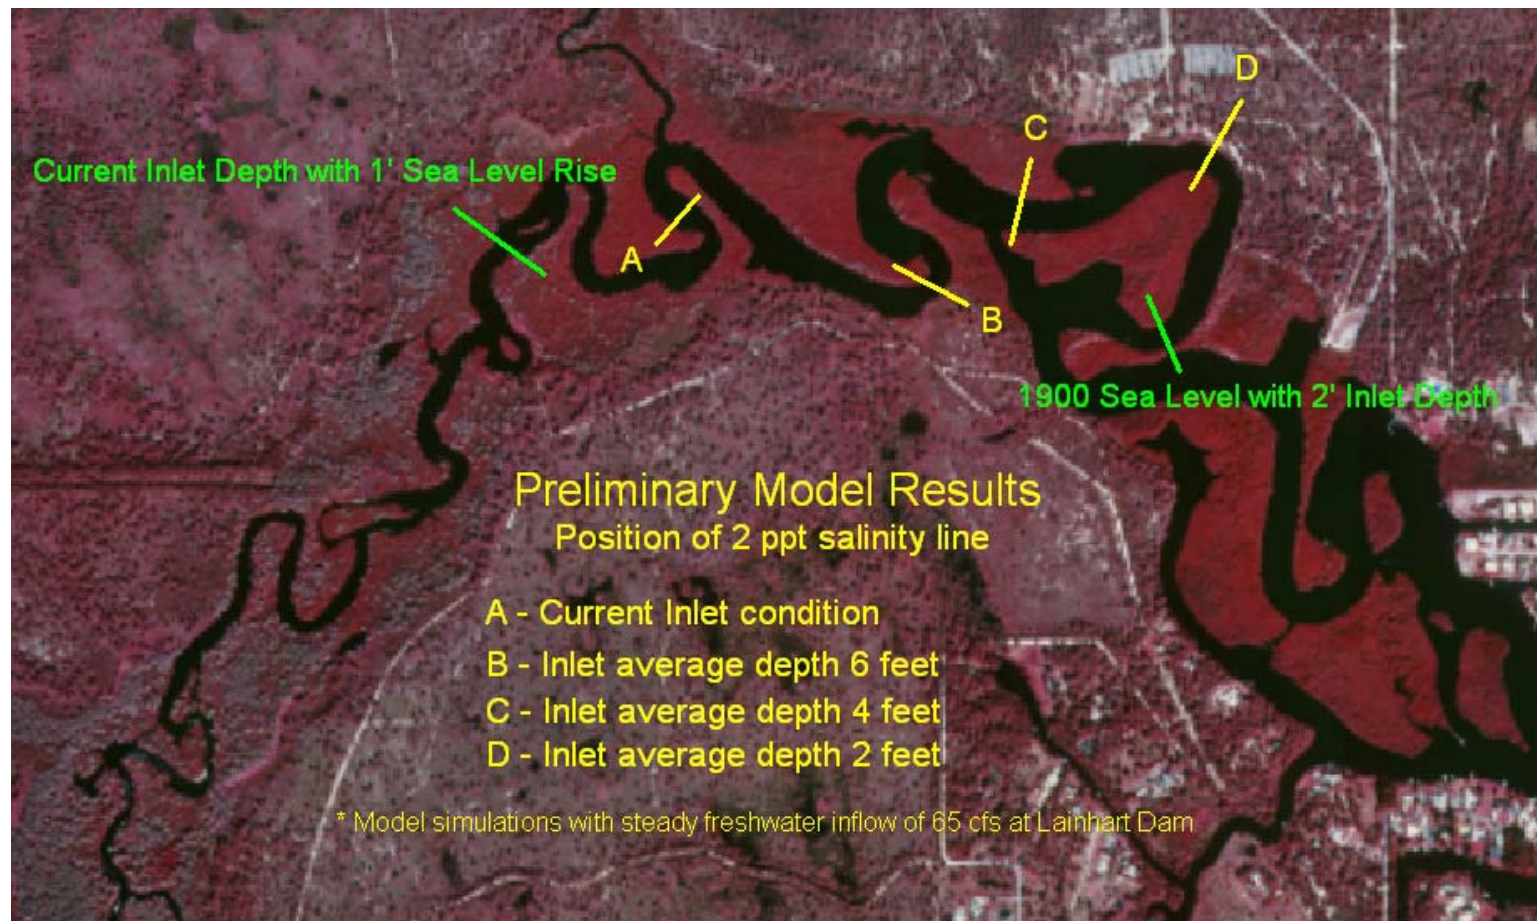 D
C
Current Inlet Depth with 1' Sea Level Rise
A
B
1900 Sea Level with 2' Inlet Depth
Preliminary Model Results
Position of 2 ppt salinity line
A - Current Inlet condition
B - Inlet average depth 6 feet
C - Inlet average depth 4 feet
D - Inlet average depth 2 feet
* Model simulations with steady freshwater inflow of 65 cfs at Lainhart Dam